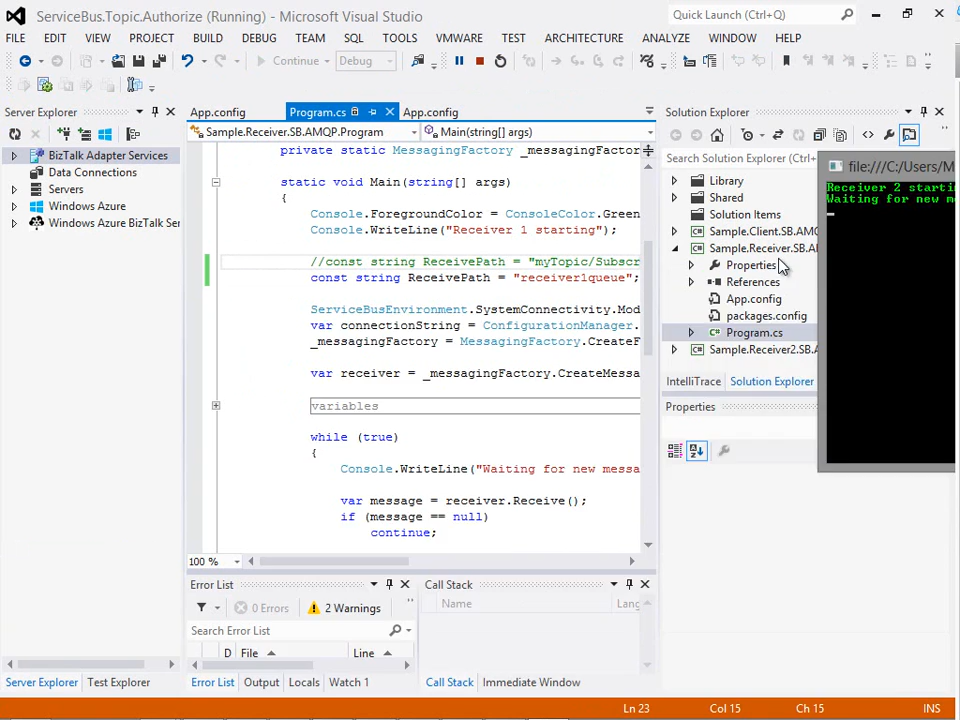 ServiceBus.Topic.Authorize (Running) - Microsoft Visual Studio
Quick Launch (Ctrl+Q)
FILE EDIT VIEW PROJECT BUILD DEBUG TEAM SQL TOOLS VMWARE TEST ARCHITECTURE ANALYZE WINDOW HELP
Continue Debug
Server Explorer
BizTalk Adapter Services
Data Connections
Servers
Windows Azure
Windows Azure BizTalk Ser
Server Explorer Test Explorer
App.config Program.cs App.config
Sample.Receiver.SB.AMQP.Program Main(string[] args)
private static MessagingFactory _messagingFactor
static void Main(string[] args)
{
Console.ForegroundColor = ConsoleColor.Green
Console.WriteLine("Receiver 1 starting");
//const string ReceivePath = "myTopic/Subscr
const string ReceivePath = "receiver1queue";
ServiceBusEnvironment.SystemConnectivity.Mod
var connectionString = ConfigurationManager.
_messagingFactory = MessagingFactory.CreateF
var receiver = _messagingFactory.CreateMessa
variables
while (true)
{
Console.WriteLine("Waiting for new messa
var message = receiver.Receive();
if (message == null)
continue;
100 %
Error List
0 Errors 2 Warnings
Search Error List
D File Line
Error List Output Locals Watch 1
Call Stack
Name Lang
Call Stack Immediate Window
Solution Explorer
Search Solution Explorer (Ctrl+
Library
Shared
Solution Items
Sample.Client.SB.AMQ
Sample.Receiver.SB.AM
Properties
References
App.config
packages.config
Program.cs
Sample.Receiver2.SB.A
IntelliTrace Solution Explorer
Properties
file:///C:/Users/M
Receiver 2 starti
Waiting for new m
Ln 23 Col 15 Ch 15 INS